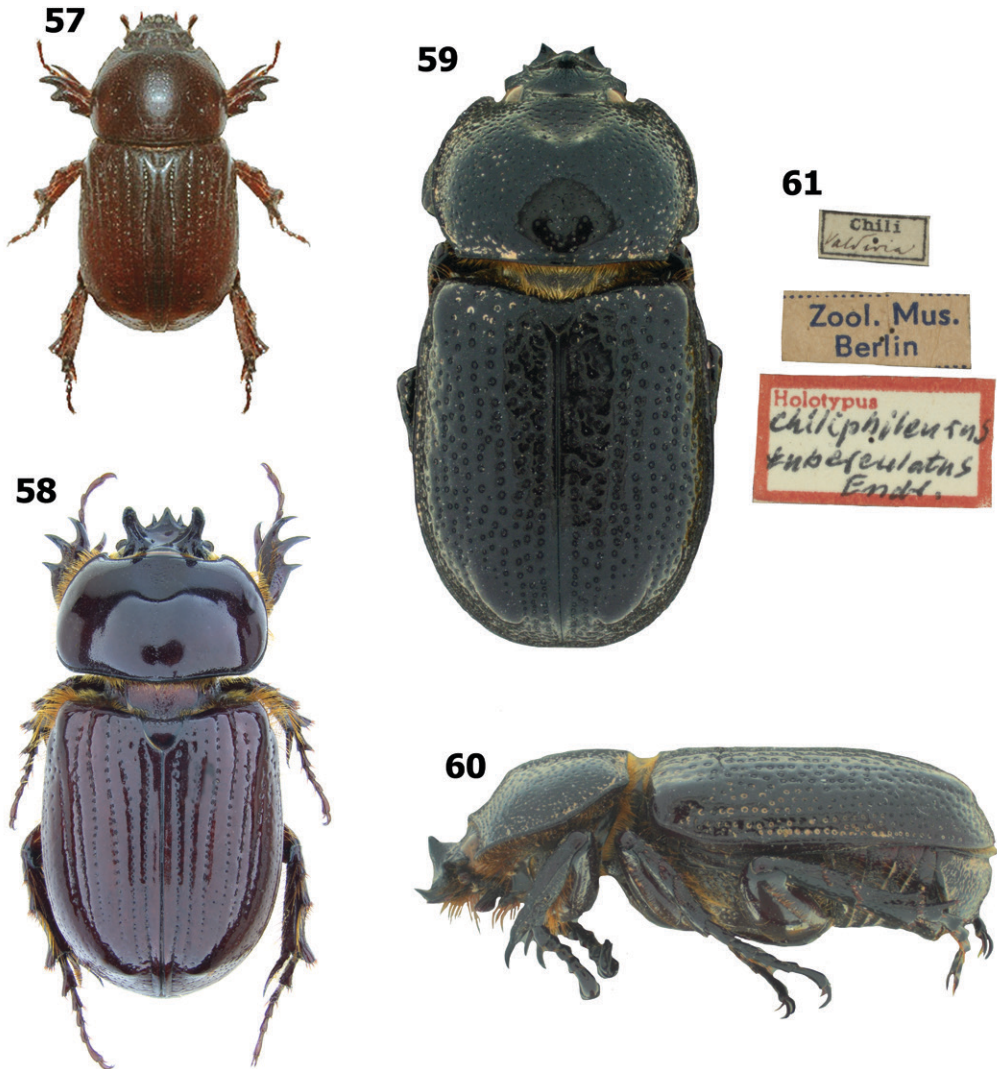 57
59
61
Chili
Valdivia
Zool. Mus.
Berlin
Holotypus
chiliphileurus
tuberculatus
Endr.
58
60